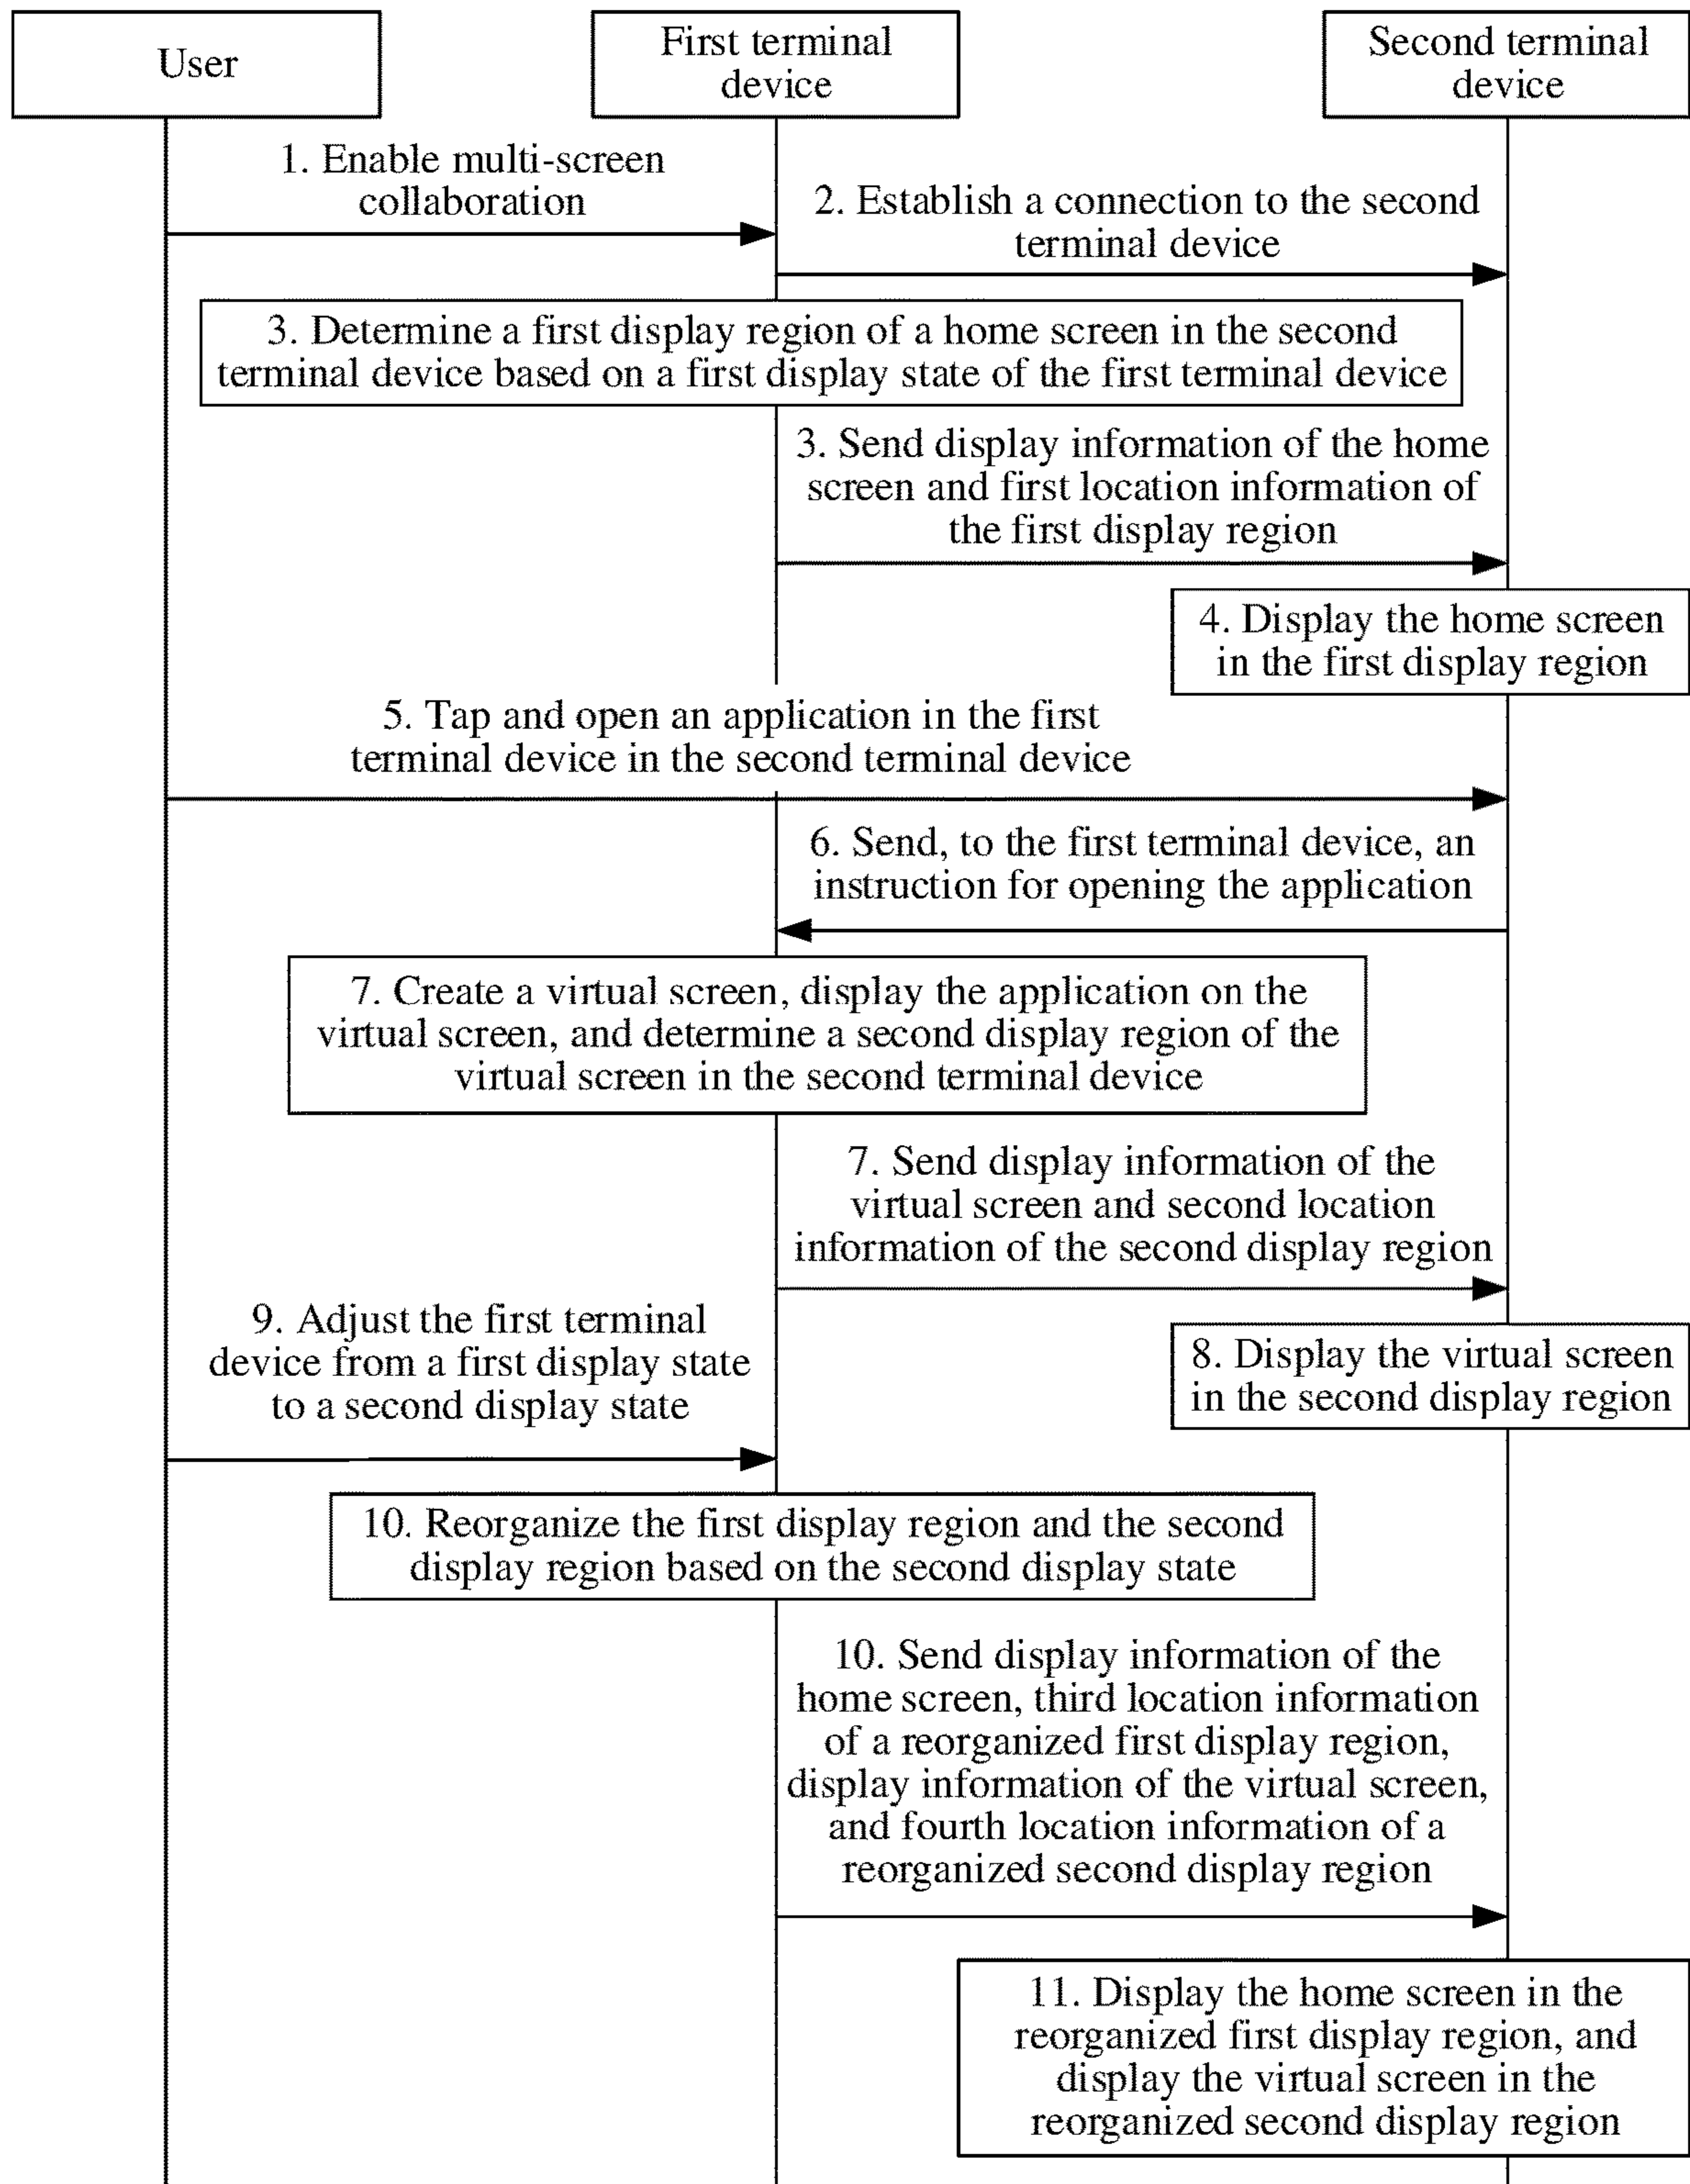 User
First terminal
device
Second terminal
device
1. Enable multi-screen
collaboration
2. Establish a connection to the second
terminal device
3. Determine a first display region of a home screen in the second
terminal device based on a first display state of the first terminal device
3. Send display information of the home
screen and first location information of
the first display region
4. Display the home screen
in the first display region
5. Tap and open an application in the first
terminal device in the second terminal device
6. Send, to the first terminal device, an
instruction for opening the application
7. Create a virtual screen, display the application on the
virtual screen, and determine a second display region of the
virtual screen in the second terminal device
7. Send display information of the
virtual screen and second location
information of the second display region
8. Display the virtual screen
in the second display region
9. Adjust the first terminal
device from a first display state
to a second display state
10. Reorganize the first display region and the second
display region based on the second display state
10. Send display information of the
home screen, third location information
of a reorganized first display region,
display information of the virtual screen,
and fourth location information of a
reorganized second display region
11. Display the home screen in the
reorganized first display region, and
display the virtual screen in the
reorganized second display region